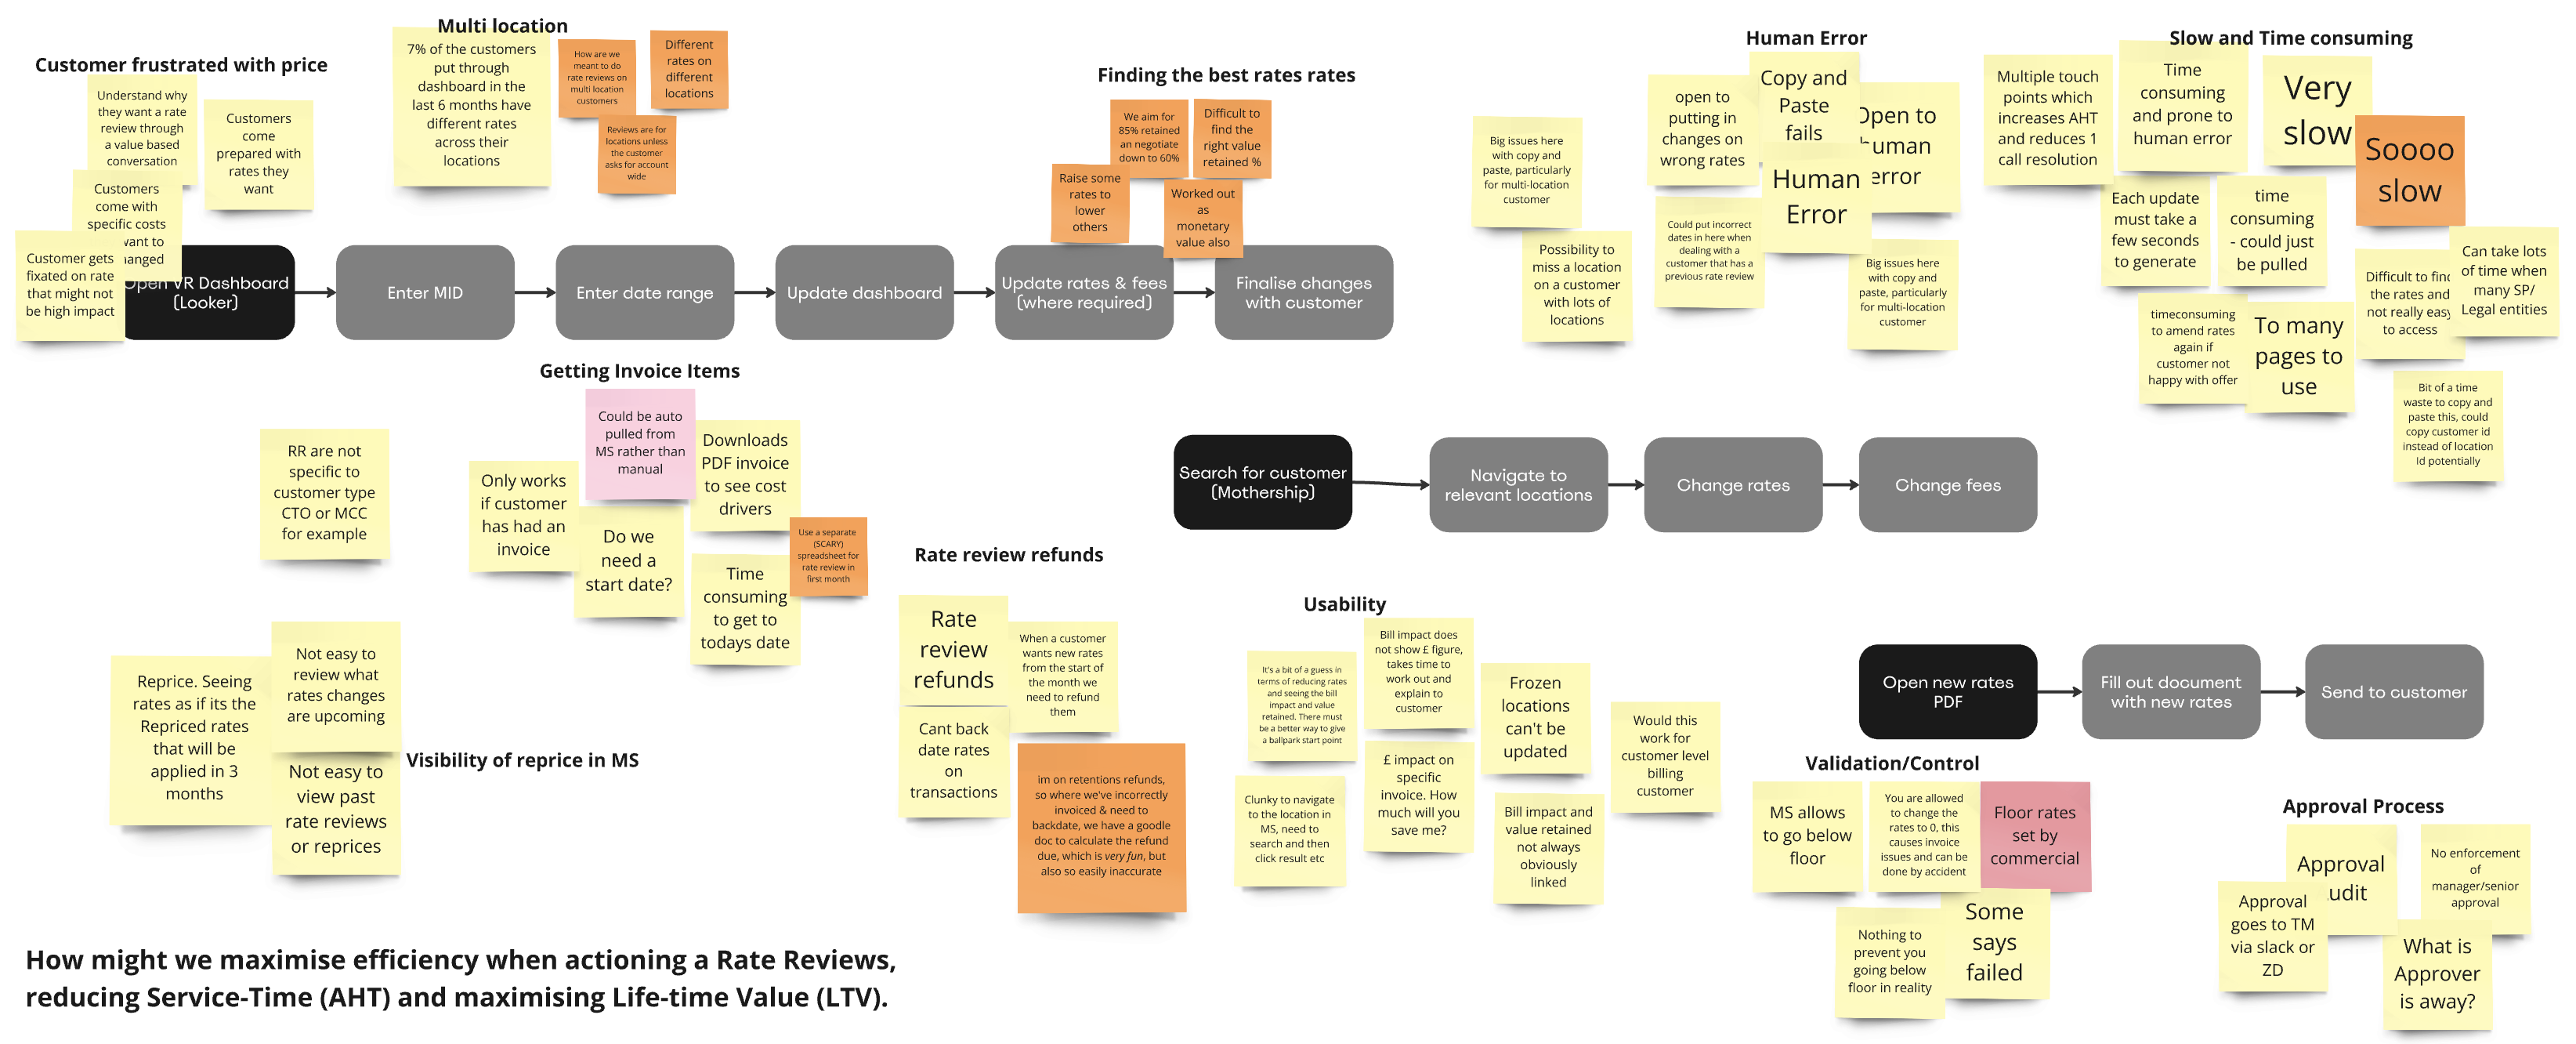 Customer frustrated with price
Understand why
they want a rate
review through
a value based
conversation
Customers
come
prepared with
rates they
want
Customers
come with
specific costs
want to
anged
Customer gets
fixated on rate
that might not
be high impact
Multi location
7% of the customers
put through
dashboard in the
last 6 months have
different rates
across their
locations
How are we
meant to do
rate reviews on
multi location
customers
Different
rates on
different
locations
Reviews are for
locations unless
the customer
asks for account
wide
Finding the best rates rates
We aim for
85% retained
an negotiate
down to 60%
Difficult to
find the
right value
retained %
Raise some
rates to
lower
others
Worked out
as
monetary
value also
Open VR Dashboard
(Looker)
Enter MID
Enter date range
Update dashboard
Update rates & fees
(where required)
Finalise changes
with customer
Human Error
Big issues here
with copy and
paste, particularly
for multi-location
customer
Possibility to
miss a location
on a customer
with lots of
locations
open to
putting in
changes on
wrong rates
Copy and
Paste
fails
Open to
human
error
Human
Error
Could put incorrect
dates in here when
dealing with a
customer that has a
previous rate review
Big issues here
with copy and
paste, particularly
for multi-location
customer
Slow and Time consuming
Multiple touch
points which
increases AHT
and reduces 1
call resolution
Time
consuming
and prone to
human error
Very
slow
Soooo
slow
Each update
must take a
few seconds
to generate
time
consuming
- could just
be pulled
Can take lots
of time when
many SP/
Legal entities
Difficult to find
the rates and
not really easy
to access
timeconsuming
to amend rates
again if
customer not
happy with offer
To many
pages to
use
Bit of a time
waste to copy and
paste this, could
copy customer id
instead of location
Id potentially
Getting Invoice Items
RR are not
specific to
customer type
CTO or MCC
for example
Only works
if customer
has had an
invoice
Could be auto
pulled from
MS rather than
manual
Downloads
PDF invoice
to see cost
drivers
Do we
need a
start date?
Use a separate
(SCARY)
spreadsheet for
rate review in
first month
Time
consuming
to get to
todays date
Search for customer
(Mothership)
Navigate to
relevant locations
Change rates
Change fees
Reprice. Seeing
rates as if its the
Repriced rates
that will be
applied in 3
months
Not easy to
review what
rates changes
are upcoming
Not easy to
view past
rate reviews
or reprices
Visibility of reprice in MS
Rate review refunds
Rate
review
refunds
When a customer
wants new rates
from the start of
the month we
need to refund
them
Cant back
date rates
on
transactions
im on retentions refunds,
so where we've incorrectly
invoiced & need to
backdate, we have a goodle
doc to calculate the refund
due, which is very fun, but
also so easily inaccurate
Usability
It's a bit of a guess in
terms of reducing rates
and seeing the bill
impact and value
retained. There must
be a better way to give
a ballpark start point
Bill impact does
not show £ figure,
takes time to
work out and
explain to
customer
Frozen
locations
can't be
updated
Would this
work for
customer level
billing
customer
Clunky to navigate
to the location in
MS, need to
search and then
click result etc
£ impact on
specific
invoice. How
much will you
save me?
Bill impact and
value retained
not always
obviously
linked
Open new rates
PDF
Fill out document
with new rates
Send to customer
Validation/Control
MS allows
to go below
floor
You are allowed
to change the
rates to 0, this
causes invoice
issues and can be
done by accident
Floor rates
set by
commercial
Nothing to
prevent you
going below
floor in reality
Some
says
failed
Approval Process
Approval
udit
No enforcement
of
manager/senior
approval
Approval
goes to TM
via slack or
ZD
What is
Approver
is away?
How might we maximise efficiency when actioning a Rate Reviews,
reducing Service-Time (AHT) and maximising Life-time Value (LTV).